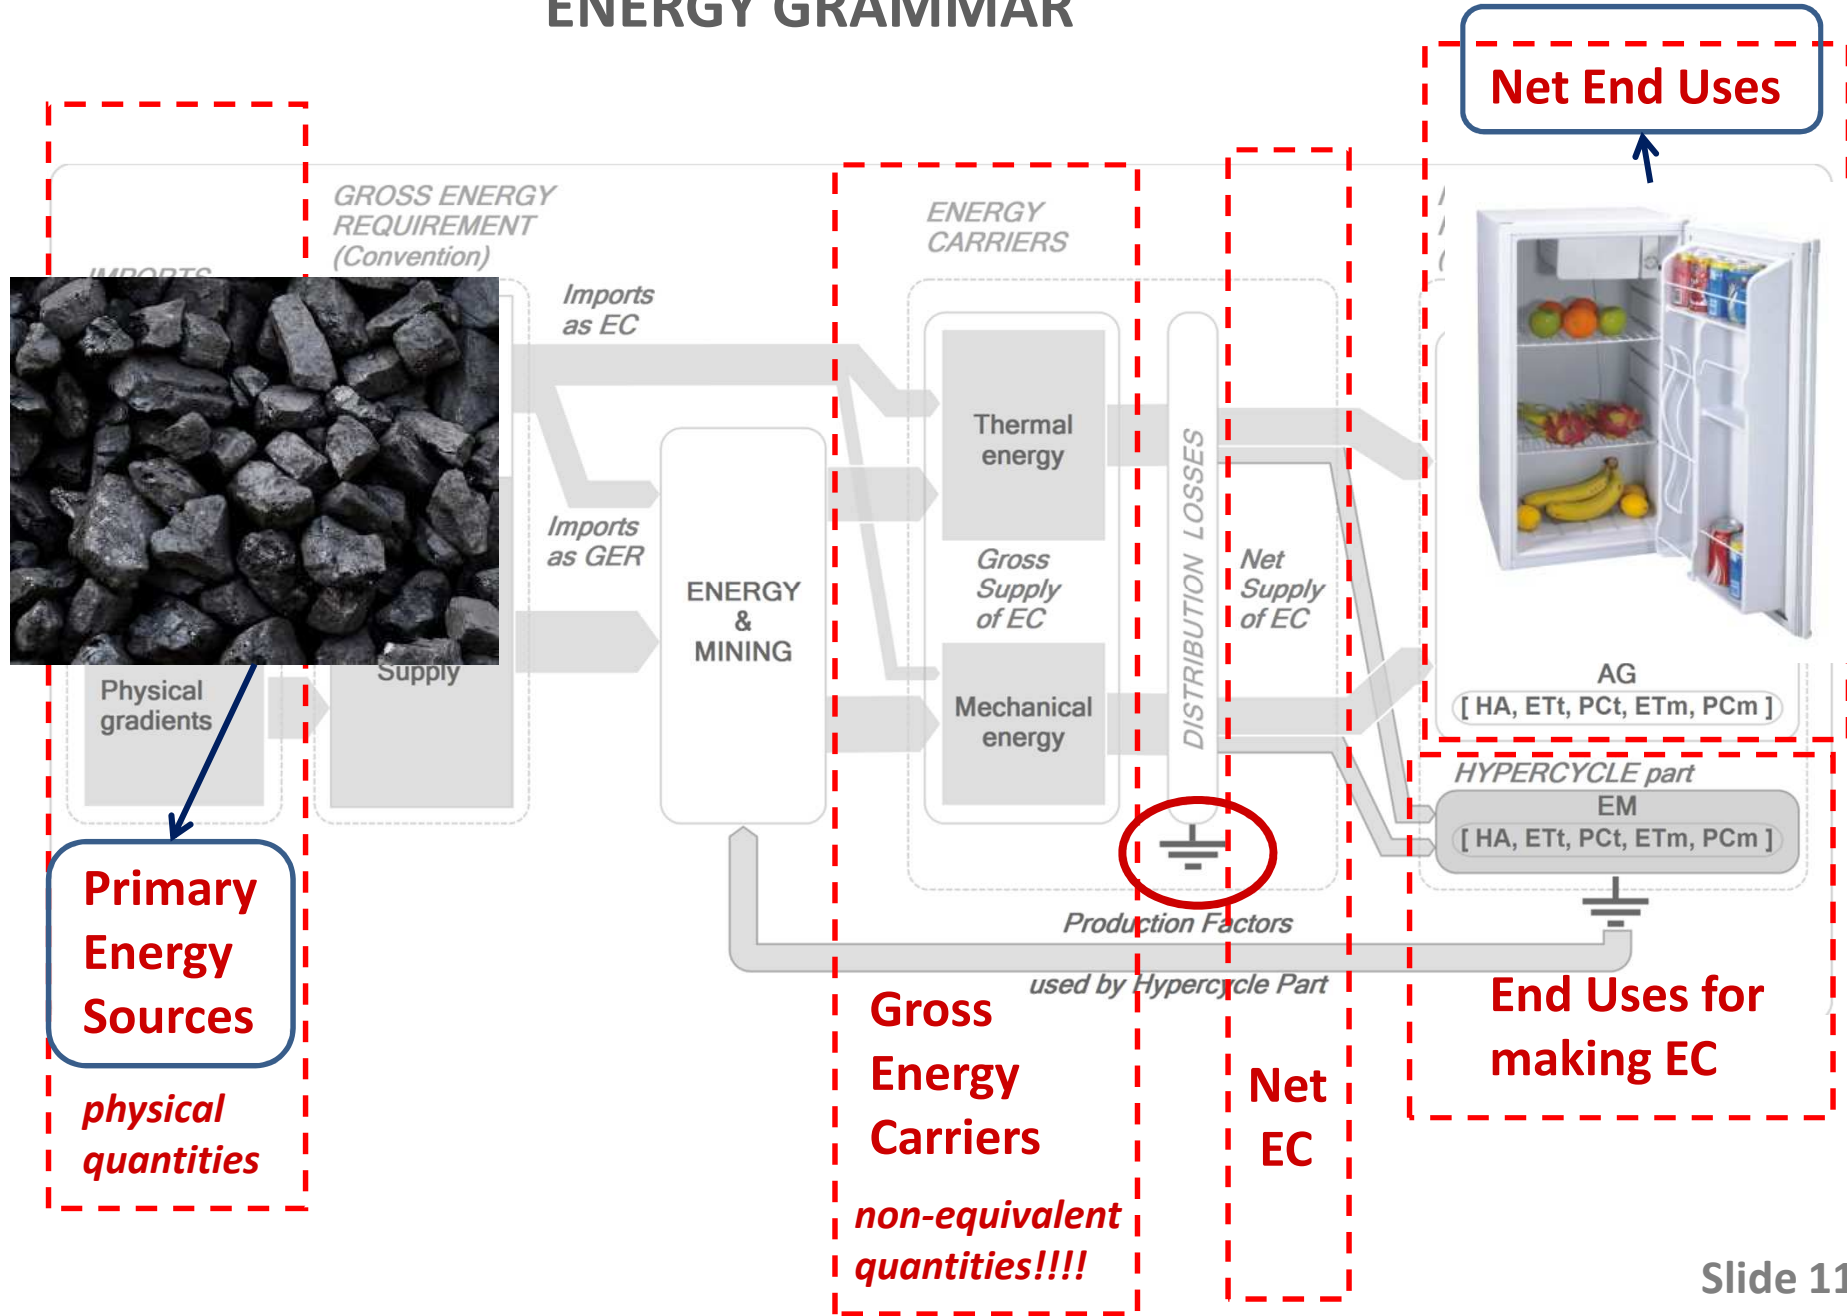 ENERGY GRAMMAR
Net End Uses
GROSS ENERGY
REQUIREMENT
(Convention)
ENERGY
CARRIERS
IMPORTS
Imports
as EC
Thermal
energy
Imports
as GER
ENERGY
&
MINING
Gross
Supply
of EC
DISTRIBUTION LOSSES
Net
Supply
of EC
Supply
Physical
gradients
Mechanical
energy
AG
[ HA, ETt, PCt, ETm, PCm ]
HYPERCYCLE part
EM
[ HA, ETt, PCt, ETm, PCm ]
Production Factors
used by Hypercycle Part
Primary
Energy
Sources
physical
quantities
Gross
Energy
Carriers
non-equivalent
quantities!!!!
Net
EC
End Uses for
making EC
Slide 11